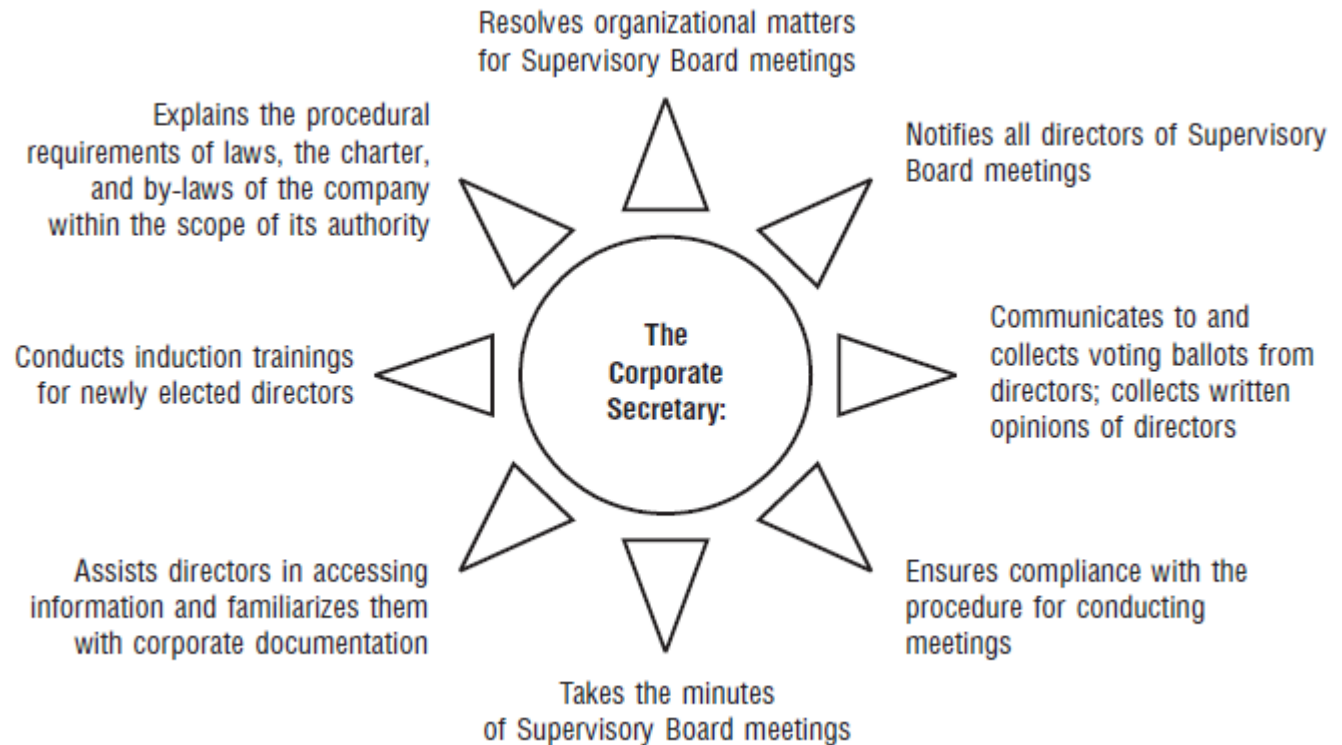 Resolves organizational matters
for Supervisory Board meetings
Notifies all directors of Supervisory
Board meetings
Communicates to and
collects voting ballots from
directors; collects written
opinions of directors
Ensures compliance with the
procedure for conducting
meetings
Takes the minutes
of Supervisory Board meetings
Assists directors in accessing
information and familiarizes them
with corporate documentation
Conducts induction trainings
for newly elected directors
Explains the procedural
requirements of laws, the charter,
and by-laws of the company
within the scope of its authority
The
Corporate
Secretary: